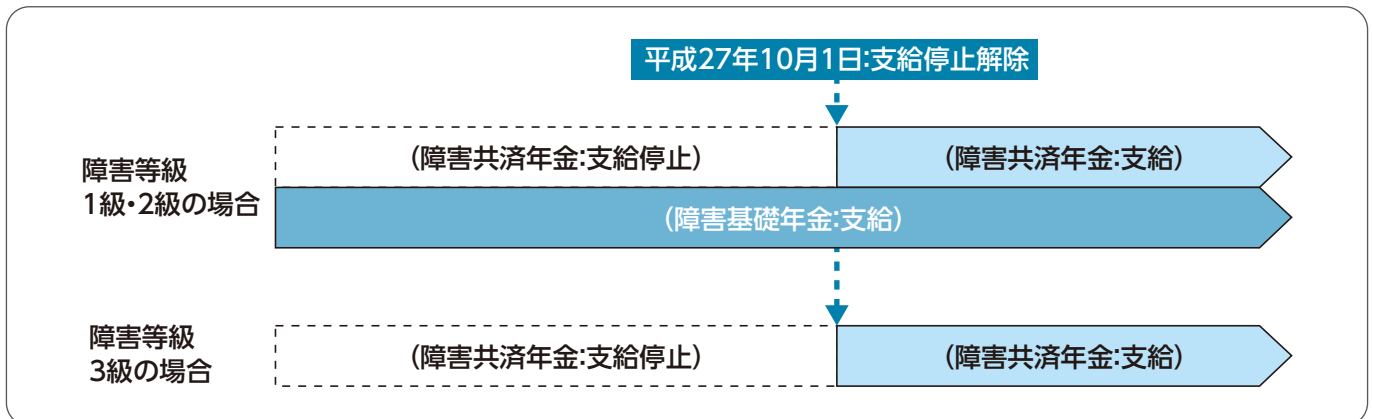 平成27年10月1日:支給停止解除
障害等級
1級・2級の場合
(障害共済年金:支給停止)
(障害共済年金:支給)
(障害基礎年金:支給)
障害等級
3級の場合
(障害共済年金:支給停止)
(障害共済年金:支給)